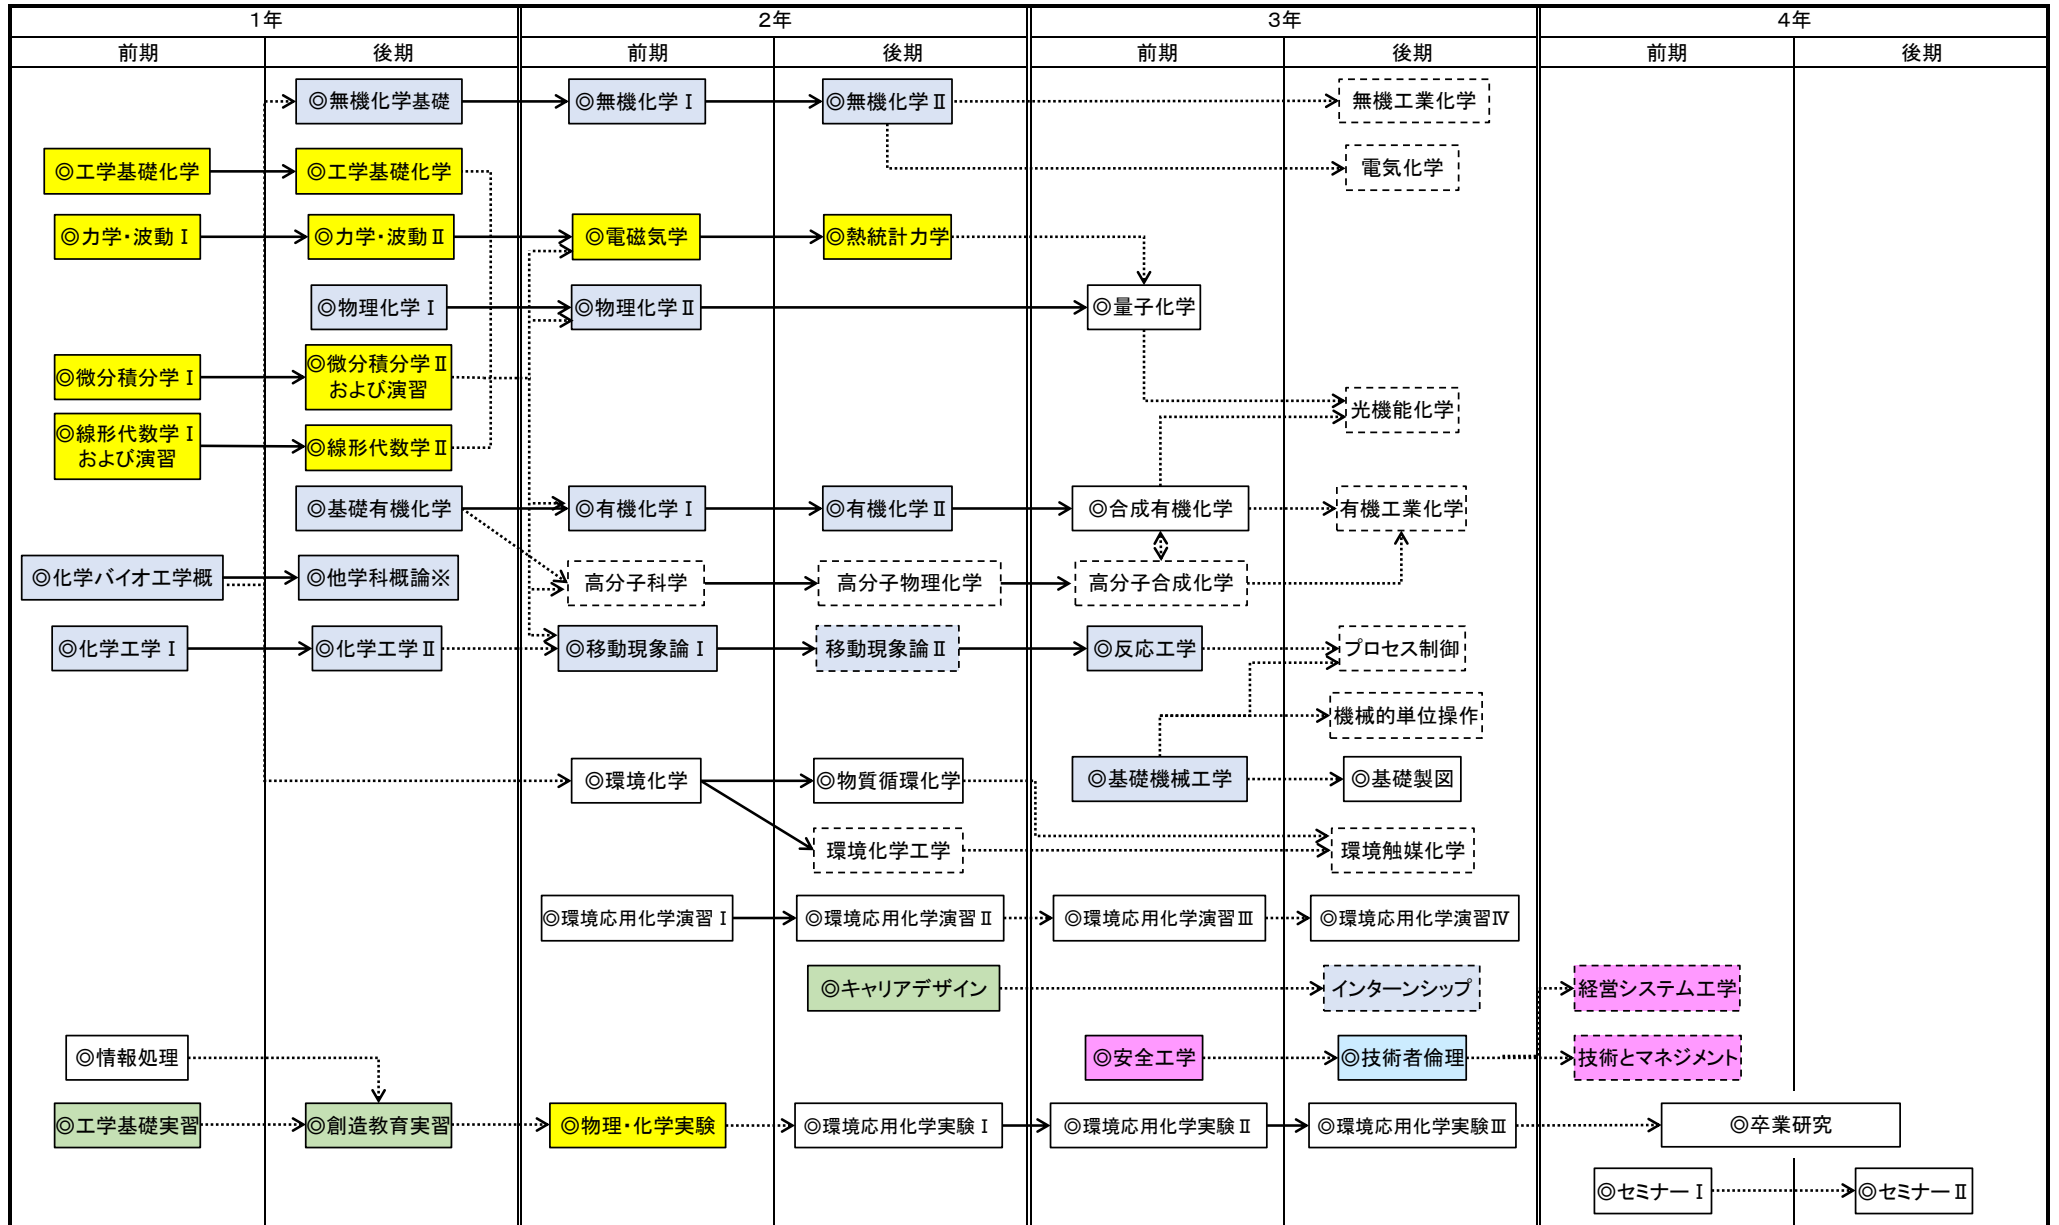 1年
2年
3年
4年
前期
後期
前期
後期
前期
後期
前期
後期
◎無機化学基礎
◎無機化学Ⅰ
◎無機化学Ⅱ
無機工業化学
◎工学基礎化学
◎工学基礎化学
電気化学
◎力学・波動Ⅰ
◎力学・波動Ⅱ
◎電磁気学
◎熱統計力学
◎物理化学Ⅰ
◎物理化学Ⅱ
◎量子化学
◎微分積分学Ⅰ
◎微分積分学Ⅱ
および演習
光機能化学
◎線形代数学Ⅰ
および演習
◎線形代数学Ⅱ
◎基礎有機化学
◎有機化学Ⅰ
◎有機化学Ⅱ
◎合成有機化学
有機工業化学
◎化学バイオ工学概
◎他学科概論※
高分子科学
高分子物理化学
高分子合成化学
◎化学工学Ⅰ
◎化学工学Ⅱ
◎移動現象論Ⅰ
移動現象論Ⅱ
◎反応工学
プロセス制御
機械的単位操作
◎環境化学
◎物質循環化学
◎基礎機械工学
◎基礎製図
環境化学工学
環境触媒化学
◎環境応用化学演習Ⅰ
◎環境応用化学演習Ⅱ
◎環境応用化学演習Ⅲ
◎環境応用化学演習Ⅳ
◎キャリアデザイン
インターンシップ
経営システム工学
◎情報処理
◎安全工学
◎技術者倫理
技術とマネジメント
◎工学基礎実習
◎創造教育実習
◎物理・化学実験
◎環境応用化学実験Ⅰ
◎環境応用化学実験Ⅱ
◎環境応用化学実験Ⅲ
◎卒業研究
◎セミナーⅠ
◎セミナーⅡ